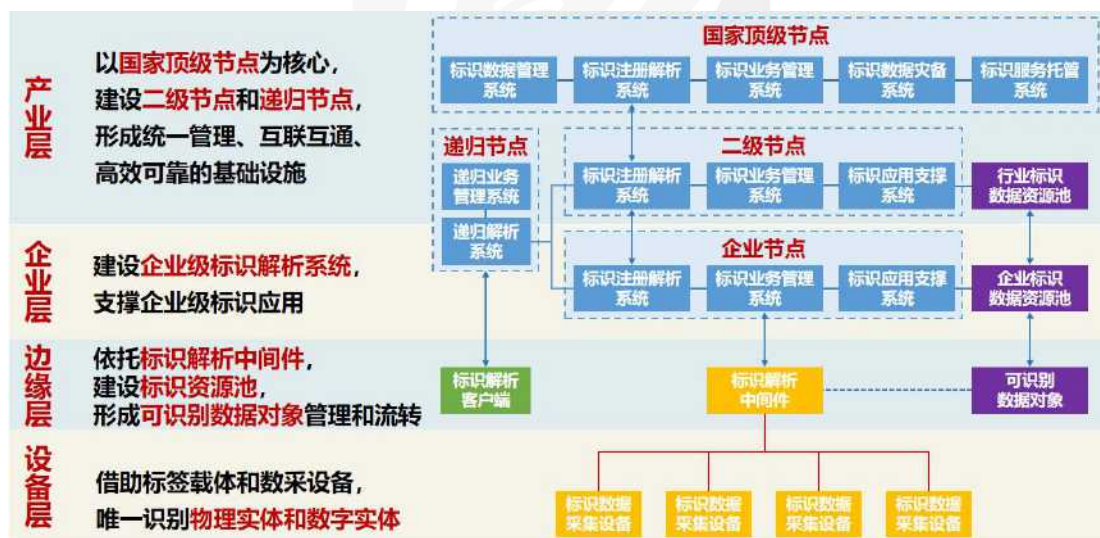 产业层
以国家顶级节点为核心，
建设二级节点和递归节点，
形成统一管理、互联互通、
高效可靠的基础设施
国家顶级节点
标识数据管理
系统
标识注册解析
系统
标识业务管理
系统
标识数据灾备
系统
标识服务托管
系统
递归节点
递归业务
管理系统
递归解析
系统
二级节点
标识注册解析
系统
标识业务管理
系统
标识应用支撑
系统
行业标识
数据资源池
企业层
建设企业级标识解析系统，
支撑企业级标识应用
企业节点
标识注册解析
系统
标识业务管理
系统
标识应用支撑
系统
企业标识
数据资源池
边缘层
依托标识解析中间件，
建设标识资源池，
形成可识别数据对象管理和流转
标识解析
客户端
标识解析
中间件
可识别
数据对象
设备层
借助标签载体和数采设备，
唯一识别物理实体和数字实体
标识数据
采集设备
标识数据
采集设备
标识数据
采集设备
标识数据
采集设备